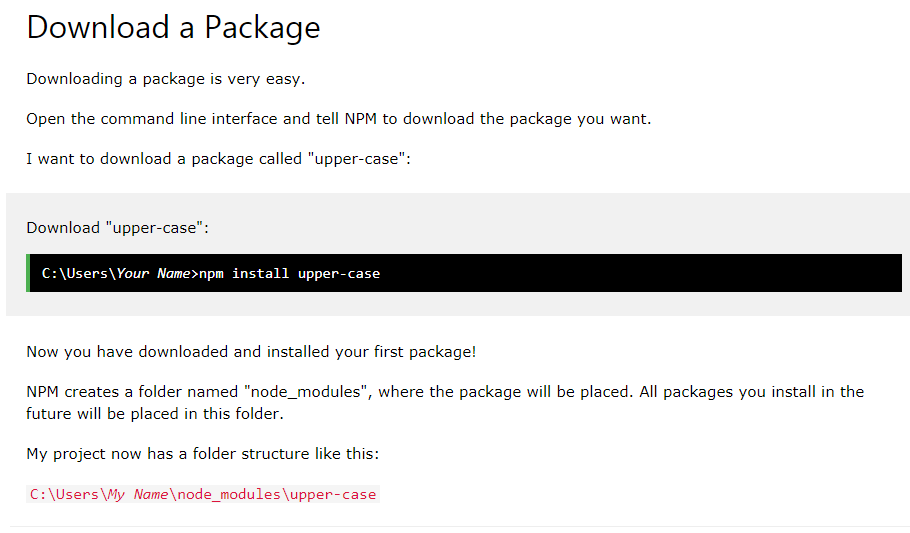 Download a Package
Downloading a package is very easy.
Open the command line interface and tell NPM to download the package you want.
I want to download a package called "upper-case":
Download "upper-case":
C:\Users\Your Name>npm install upper-case
Now you have downloaded and installed your first package!
NPM creates a folder named "node_modules", where the package will be placed. All packages you install in the
future will be placed in this folder.
My project now has a folder structure like this:
C:\Users\My Name\node_modules\upper-case